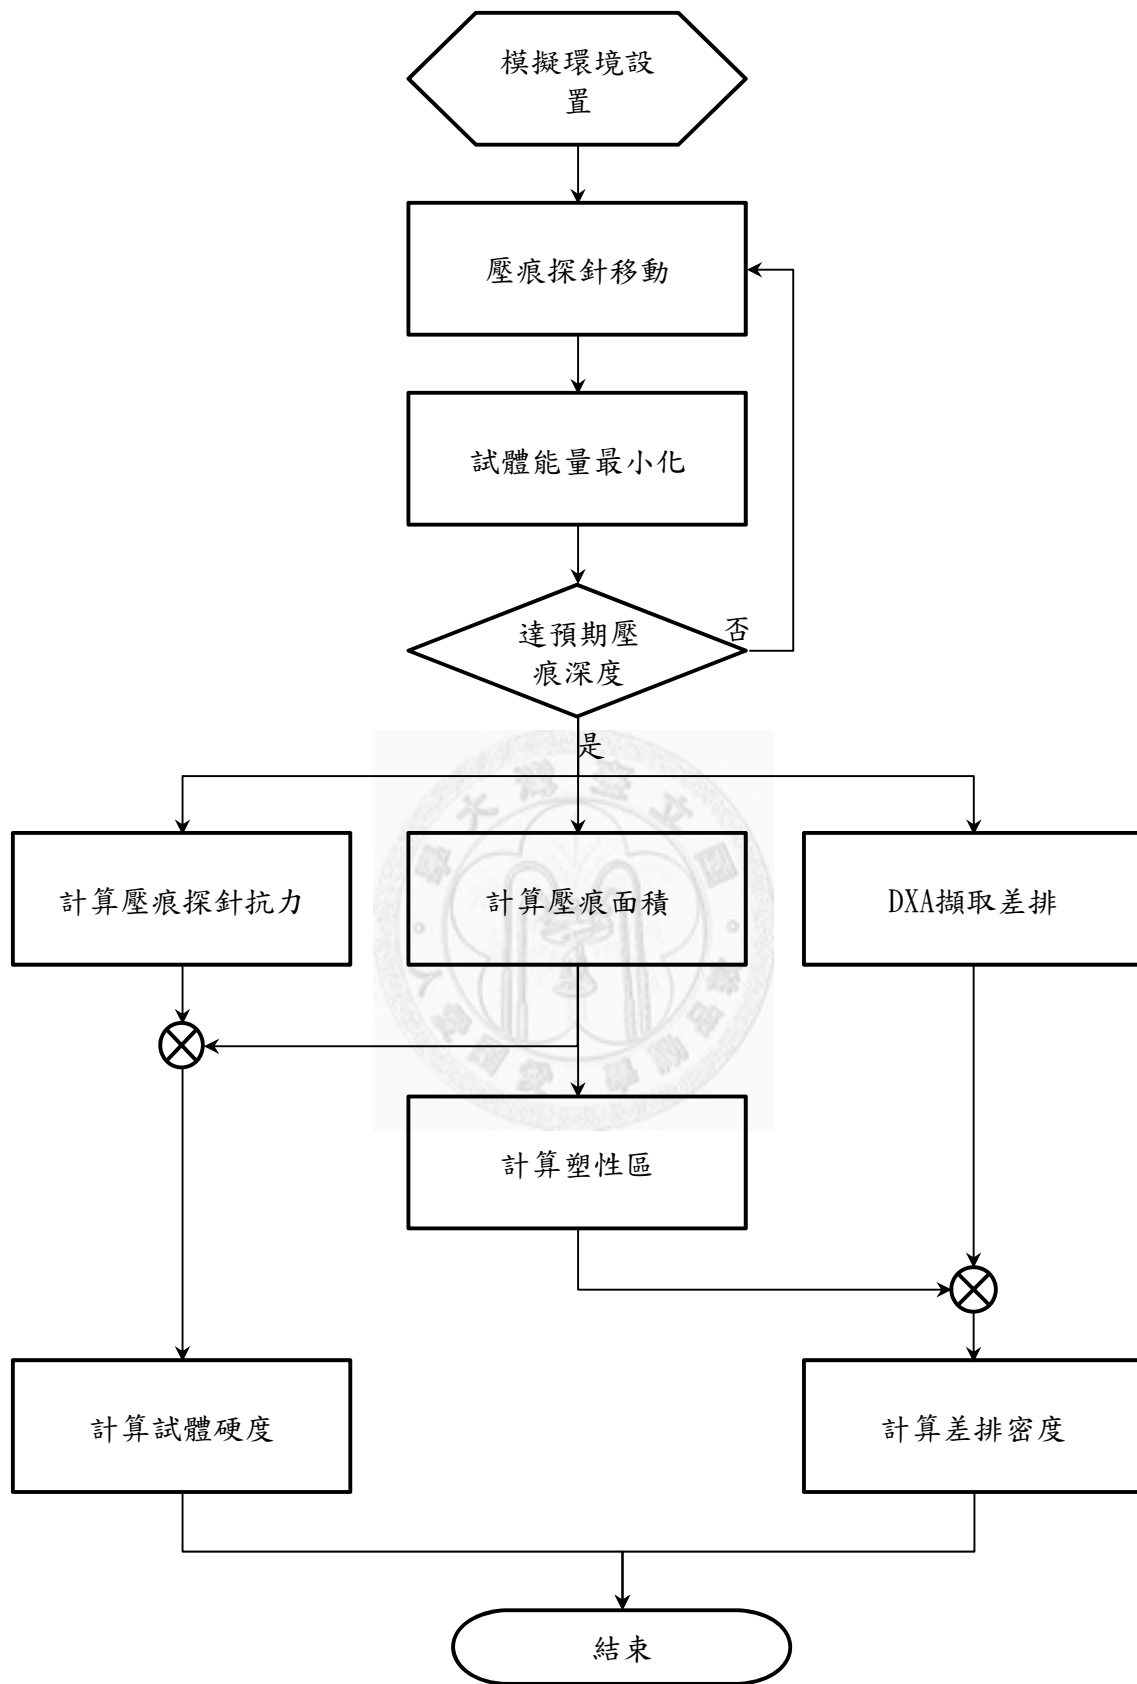 模擬環境設
置
壓痕探針移動
試體能量最小化
達預期壓
痕深度
否
是
計算壓痕探針抗力
計算壓痕面積
DXA擷取差排
計算塑性區
計算試體硬度
計算差排密度
結束